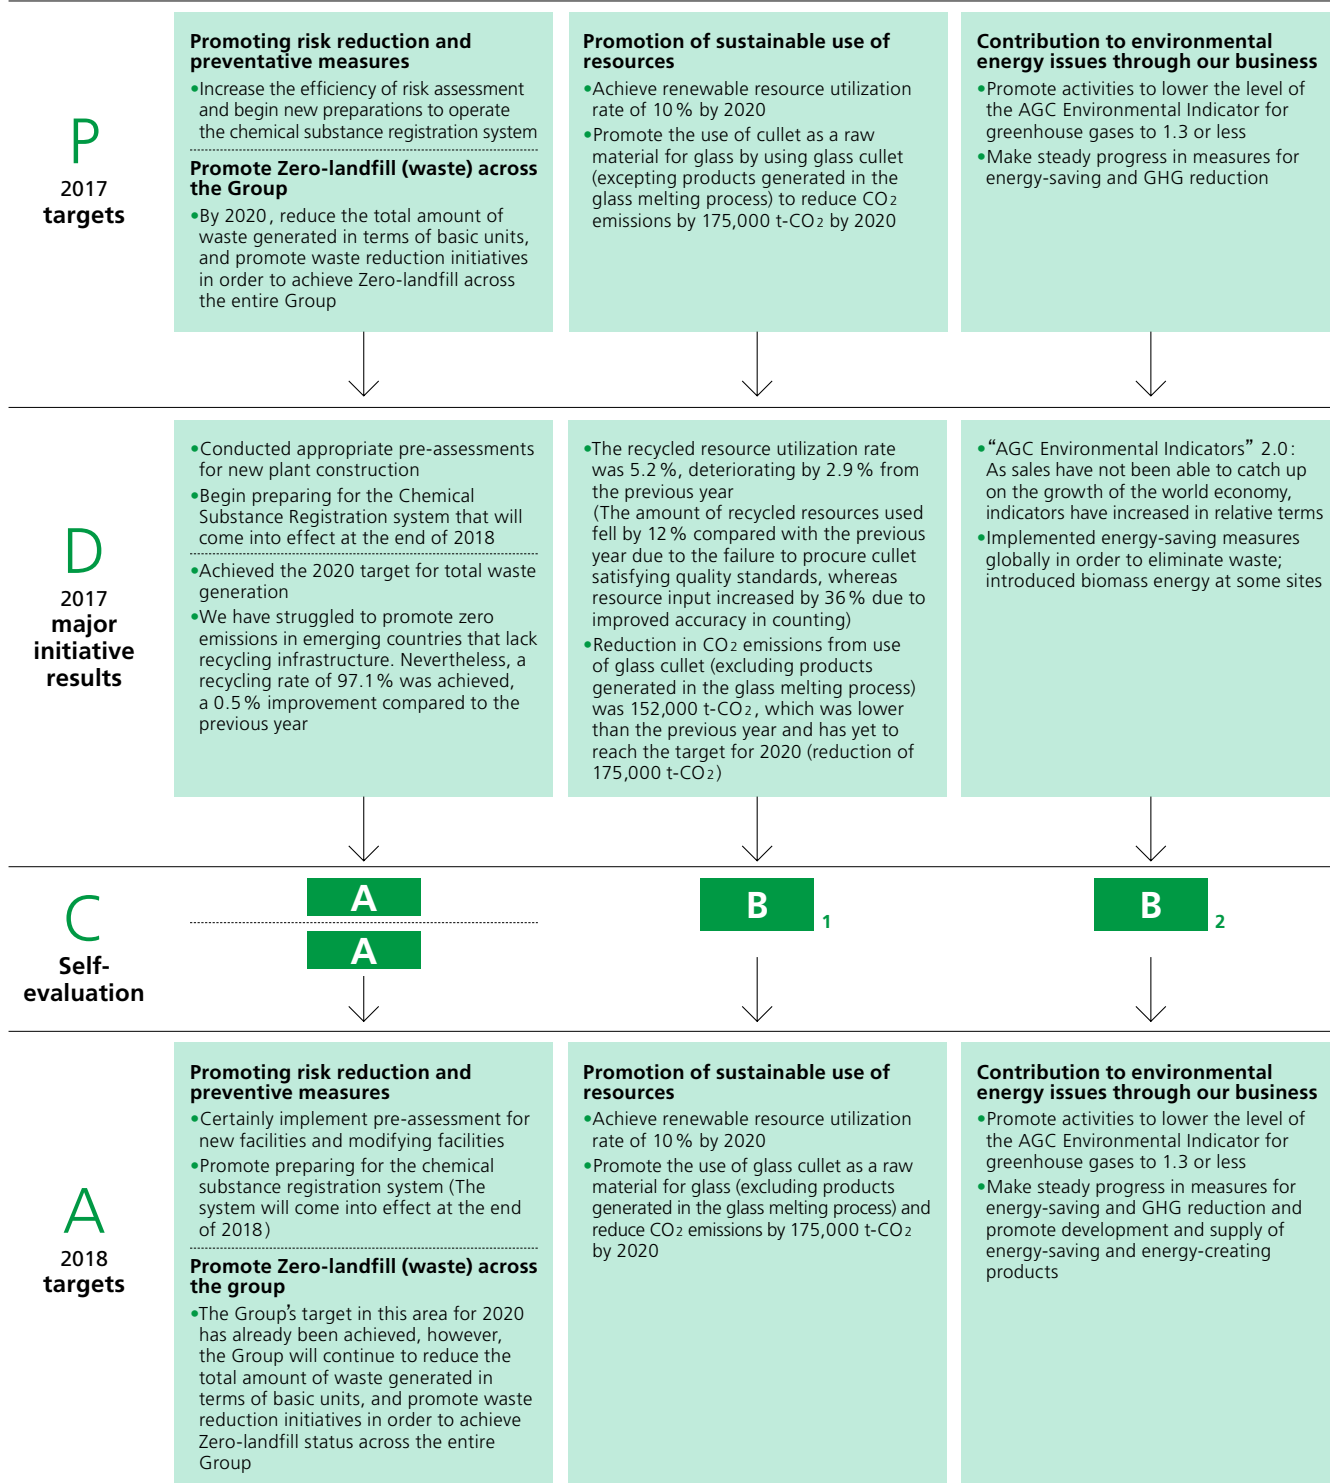 P
2017
targets
Promoting risk reduction and
preventative measures
•Increase the efficiency of risk assessment
and begin new preparations to operate
the chemical substance registration system
Promote Zero-landfill (waste) across
the Group
•By 2020, reduce the total amount of
waste generated in terms of basic units,
and promote waste reduction initiatives
in order to achieve Zero-landfill across
the entire Group
Promotion of sustainable use of
resources
•Achieve renewable resource utilization
rate of 10% by 2020
•Promote the use of cullet as a raw
material for glass by using glass cullet
(excepting products generated in the
glass melting process) to reduce CO2
emissions by 175,000 t-CO2 by 2020
Contribution to environmental
energy issues through our business
•Promote activities to lower the level of
the AGC Environmental Indicator for
greenhouse gases to 1.3 or less
•Make steady progress in measures for
energy-saving and GHG reduction
D
2017
major
initiative
results
•Conducted appropriate pre-assessments
for new plant construction
•Begin preparing for the Chemical
Substance Registration system that will
come into effect at the end of 2018
•Achieved the 2020 target for total waste
generation
•We have struggled to promote zero
emissions in emerging countries that lack
recycling infrastructure. Nevertheless, a
recycling rate of 97.1% was achieved,
a 0.5% improvement compared to the
previous year
•The recycled resource utilization rate
was 5.2%, deteriorating by 2.9% from
the previous year
(The amount of recycled resources used
fell by 12% compared with the previous
year due to the failure to procure cullet
satisfying quality standards, whereas
resource input increased by 36% due to
improved accuracy in counting)
•Reduction in CO2 emissions from use
of glass cullet (excluding products
generated in the glass melting process)
was 152,000 t-CO2, which was lower
than the previous year and has yet to
reach the target for 2020 (reduction of
175,000 t-CO2)
•“AGC Environmental Indicators” 2.0:
As sales have not been able to catch up
on the growth of the world economy,
indicators have increased in relative terms
•Implemented energy-saving measures
globally in order to eliminate waste;
introduced biomass energy at some sites
C
Self-
evaluation
A
A
B 1
B 2
A
2018
targets
Promoting risk reduction and
preventive measures
•Certainly implement pre-assessment for
new facilities and modifying facilities
•Promote preparing for the chemical
substance registration system (The
system will come into effect at the end
of 2018)
Promote Zero-landfill (waste) across
the group
•The Group’s target in this area for 2020
has already been achieved, however,
the Group will continue to reduce the
total amount of waste generated in
terms of basic units, and promote waste
reduction initiatives in order to achieve
Zero-landfill status across the entire
Group
Promotion of sustainable use of
resources
•Achieve renewable resource utilization
rate of 10% by 2020
•Promote the use of glass cullet as a raw
material for glass (excluding products
generated in the glass melting process) and
reduce CO2 emissions by 175,000 t-CO2
by 2020
Contribution to environmental
energy issues through our business
•Promote activities to lower the level of
the AGC Environmental Indicator for
greenhouse gases to 1.3 or less
•Make steady progress in measures for
energy-saving and GHG reduction and
promote development and supply of
energy-saving and energy-creating
products